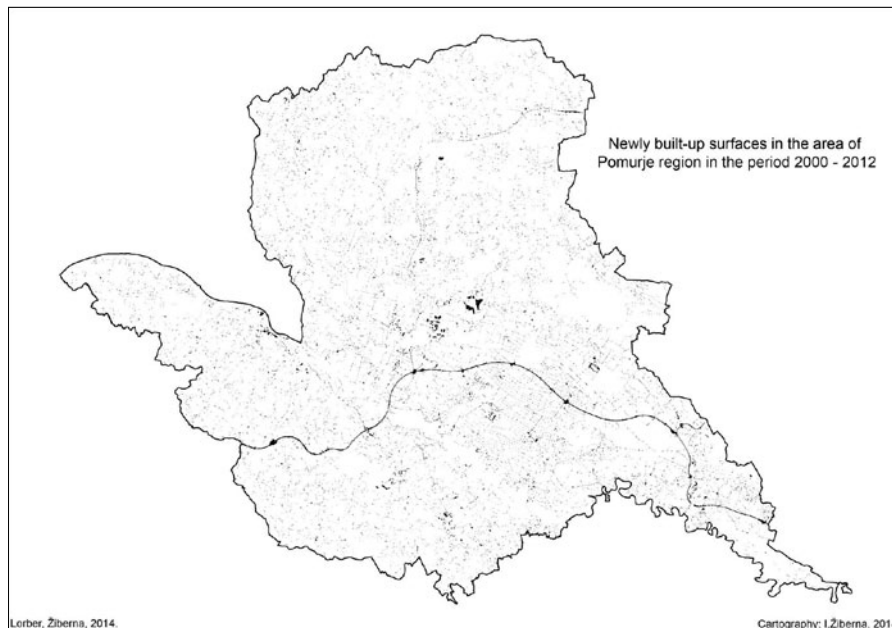 Newly built-up surfaces in the area of
Pomurje region in the period 2000 - 2012
Lorber, Žiberna, 2014.
Cartography: I.Žiberna, 201